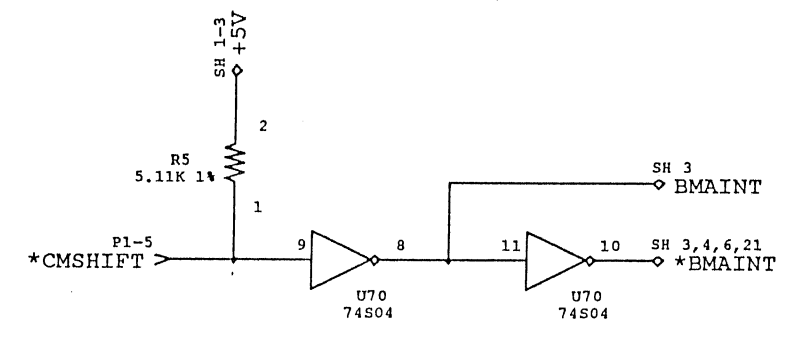 SH 1-3
+5V
2
R5
5.11K 1%
1
SH 3
BMAINT
P1-5
*CMSHIFT
9
8
11
10
SH 3,4,6,21
*BMAINT
U70
74S04
U70
74S04